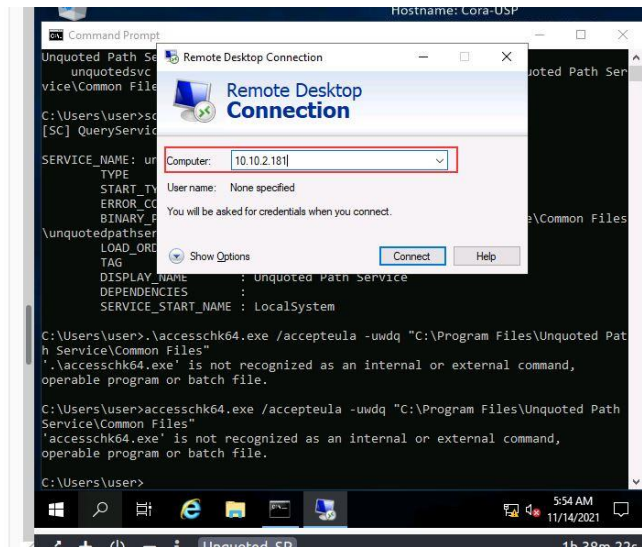 Hostname: Cora-USP
Command Prompt
Unquoted Path Se
unquotedsvc
uoted Path Ser
vice\Common File
C:\Users\user>sc
[SC] QueryServic
SERVICE_NAME: un
TYPE
START_TY
ERROR_CO
BINARY_P
e\Common Files
\unquotedpathser
LOAD_ORD
TAG
DISPLAY_NAME : Unquoted Path Service
DEPENDENCIES :
SERVICE_START_NAME : LocalSystem
Remote Desktop Connection
Remote Desktop
Connection
Computer: 10.10.2.181
User name: None specified
You will be asked for credentials when you connect.
Show Options
Connect
Help
C:\Users\user>.\accesschk64.exe /accepteula -uwdq "C:\Program Files\Unquoted Pat
h Service\Common Files"
'.\accesschk64.exe' is not recognized as an internal or external command,
operable program or batch file.
C:\Users\user>accesschk64.exe /accepteula -uwdq "C:\Program Files\Unquoted Path
Service\Common Files"
'accesschk64.exe' is not recognized as an internal or external command,
operable program or batch file.
C:\Users\user>
5:54 AM
11/14/2021
Unquoted SP
1h 38m 22s